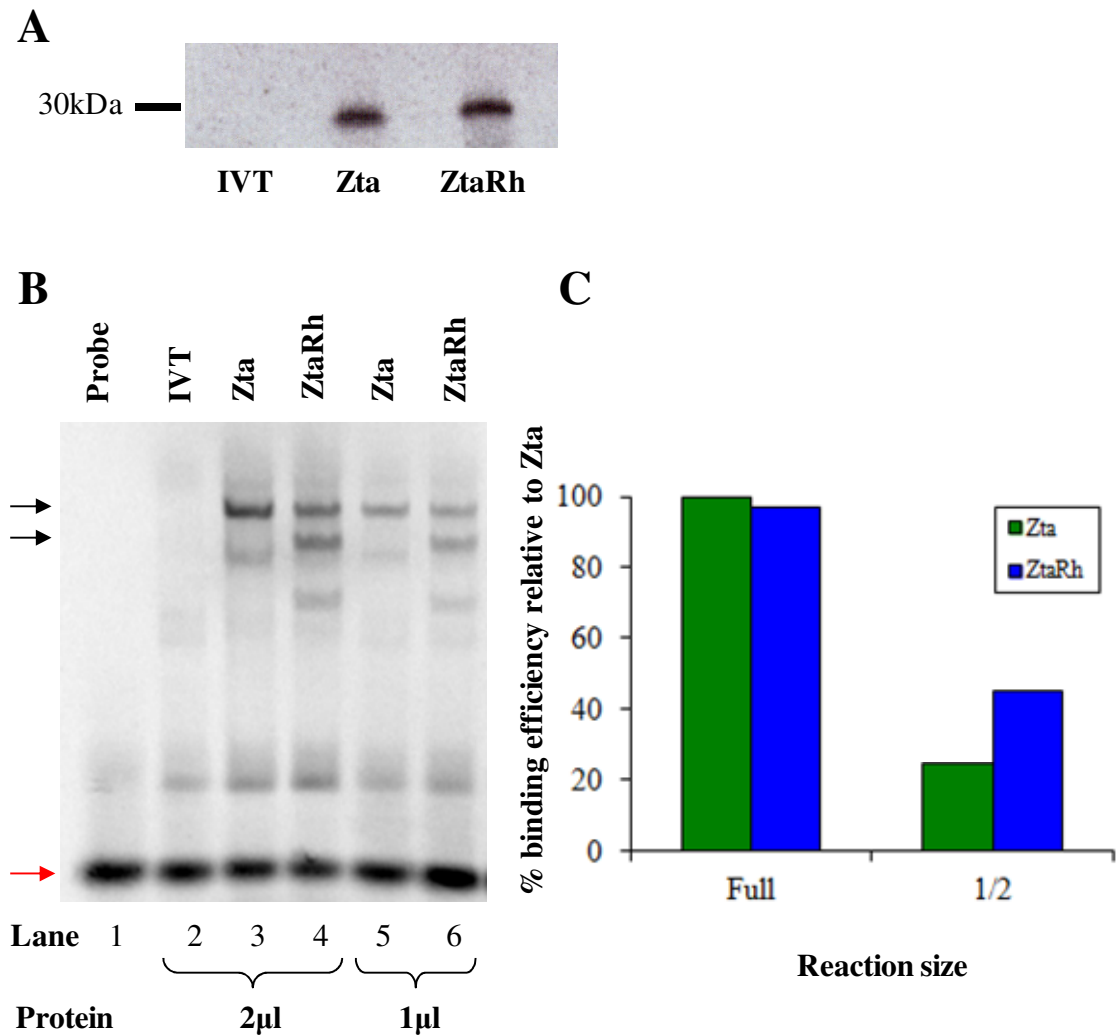 A
30kDa
IVT Zta ZtaRh
B
Probe IVT Zta ZtaRh Zta ZtaRh
Lane 1 2 3 4 5 6
Protein 2µl 1µl
C
% binding efficiency relative to Zta
100
80
60
40
20
0
Zta
ZtaRh
Full 1/2
Reaction size